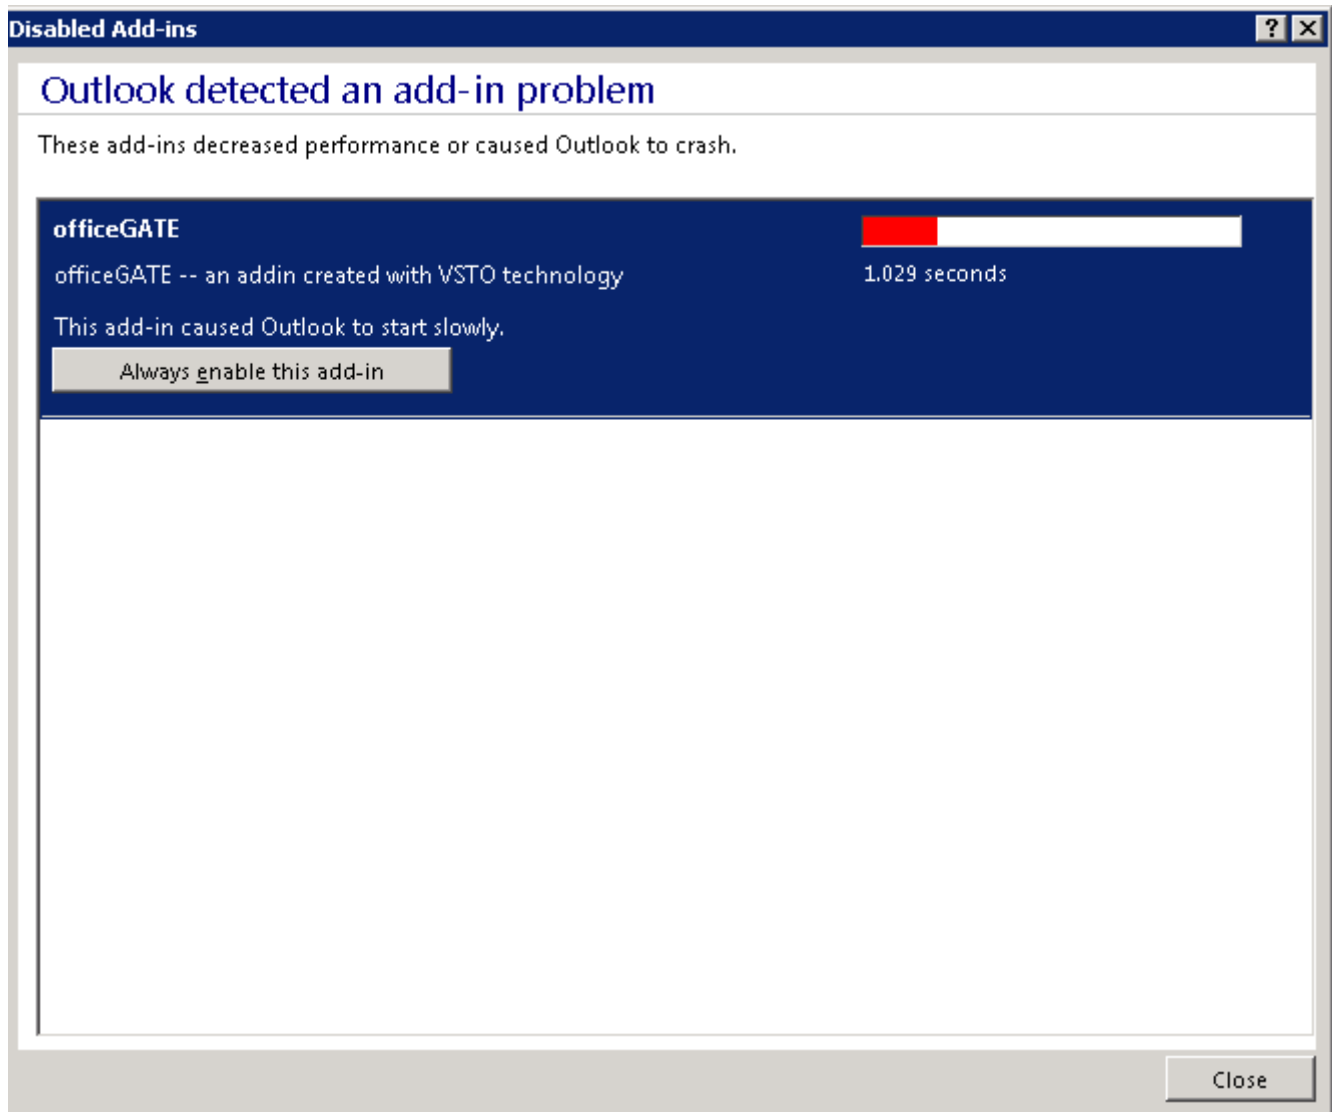 Disabled Add-ins
Outlook detected an add-in problem
These add-ins decreased performance or caused Outlook to crash.
officeGATE
officeGATE -- an addin created with VSTO technology
1.029 seconds
This add-in caused Outlook to start slowly.
Always enable this add-in
Close